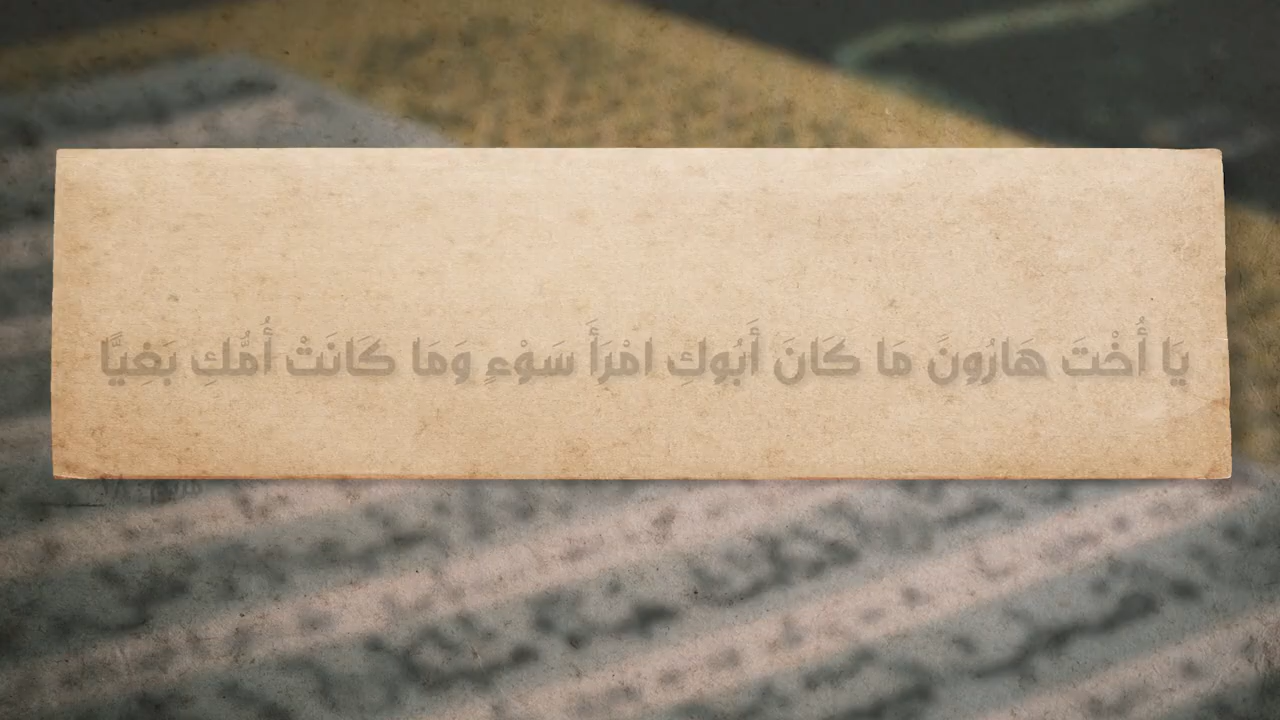 يَا أُخْتَ هَارُونَ مَا كَانَ أَبُوكِ امْرَأَ سَوْءٍ وَمَا كَانَتْ أُمُّكِ بَغِيًّا